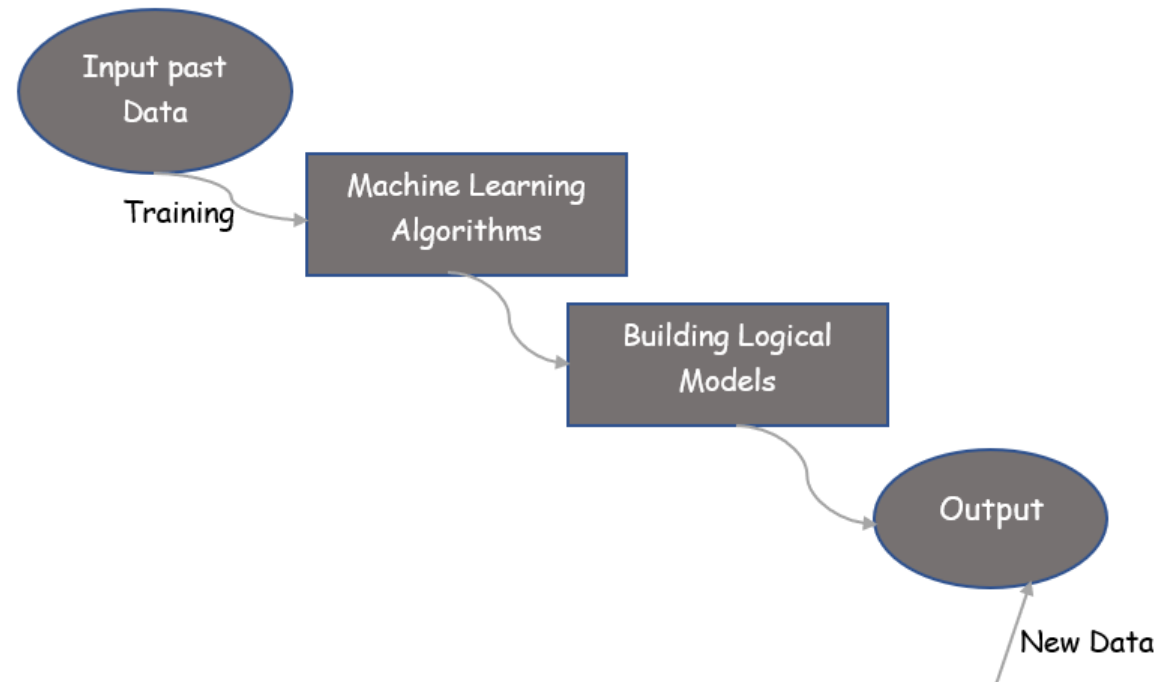 Input past
Data
Training
Machine Learning
Algorithms
Building Logical
Models
Output
New Data